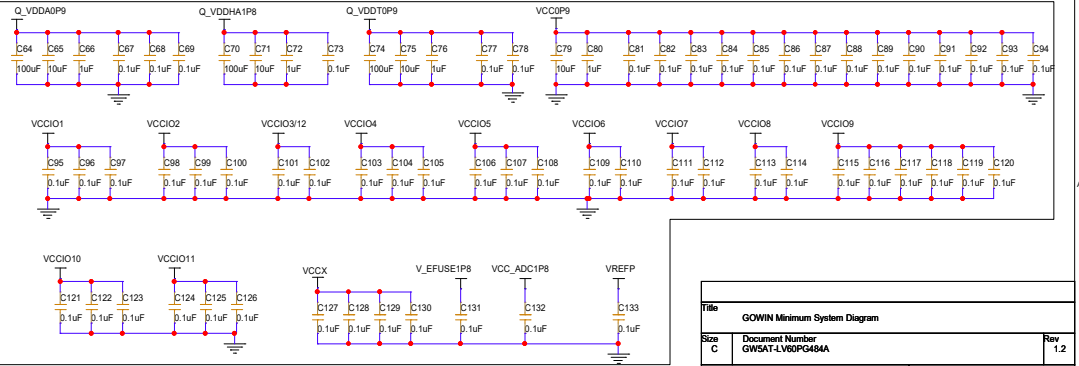 Q_VDDA0P9 Q_VDDHA1P8 Q_VDDT0P9 VCC0P9
C64 C65 C66 C67 C68 C69 C70 C71 C72 C73 C74 C75 C76 C77 C78 C79 C80 C81 C82 C83 C84 C85 C86 C87 C88 C89 C90 C91 C92 C93 C94
100uF 10uF 1uF 0.1uF 0.1uF 0.1uF 100uF 10uF 1uF 0.1uF 100uF 10uF 1uF 0.1uF 0.1uF 10uF 1uF 0.1uF 0.1uF 0.1uF 0.1uF 0.1uF 0.1uF 0.1uF 0.1uF 0.1uF 0.1uF 0.1uF 0.1uF 0.1uF 0.1uF
VCCIO1 VCCIO2 VCCIO3/12 VCCIO4 VCCIO5 VCCIO6 VCCIO7 VCCIO8 VCCIO9
C95 C96 C97 C98 C99 C100 C101 C102 C103 C104 C105 C106 C107 C108 C109 C110 C111 C112 C113 C114 C115 C116 C117 C118 C119 C120
0.1uF 0.1uF 0.1uF 0.1uF 0.1uF 0.1uF 0.1uF 0.1uF 0.1uF 0.1uF 0.1uF 0.1uF 0.1uF 0.1uF 0.1uF 0.1uF 0.1uF 0.1uF 0.1uF 0.1uF 0.1uF 0.1uF 0.1uF 0.1uF 0.1uF 0.1uF
VCCIO10 VCCIO11 VCCX V_EFUSE1P8 VCC_ADC1P8 VREFP
C121 C122 C123 C124 C125 C126 C127 C128 C129 C130 C131 C132 C133
0.1uF 0.1uF 0.1uF 0.1uF 0.1uF 0.1uF 0.1uF 0.1uF 0.1uF 0.1uF 0.1uF 0.1uF 0.1uF
Title
GOWIN Minimum System Diagram
Size Document Number Rev
C GW5AT-LV60PG484A 1.2